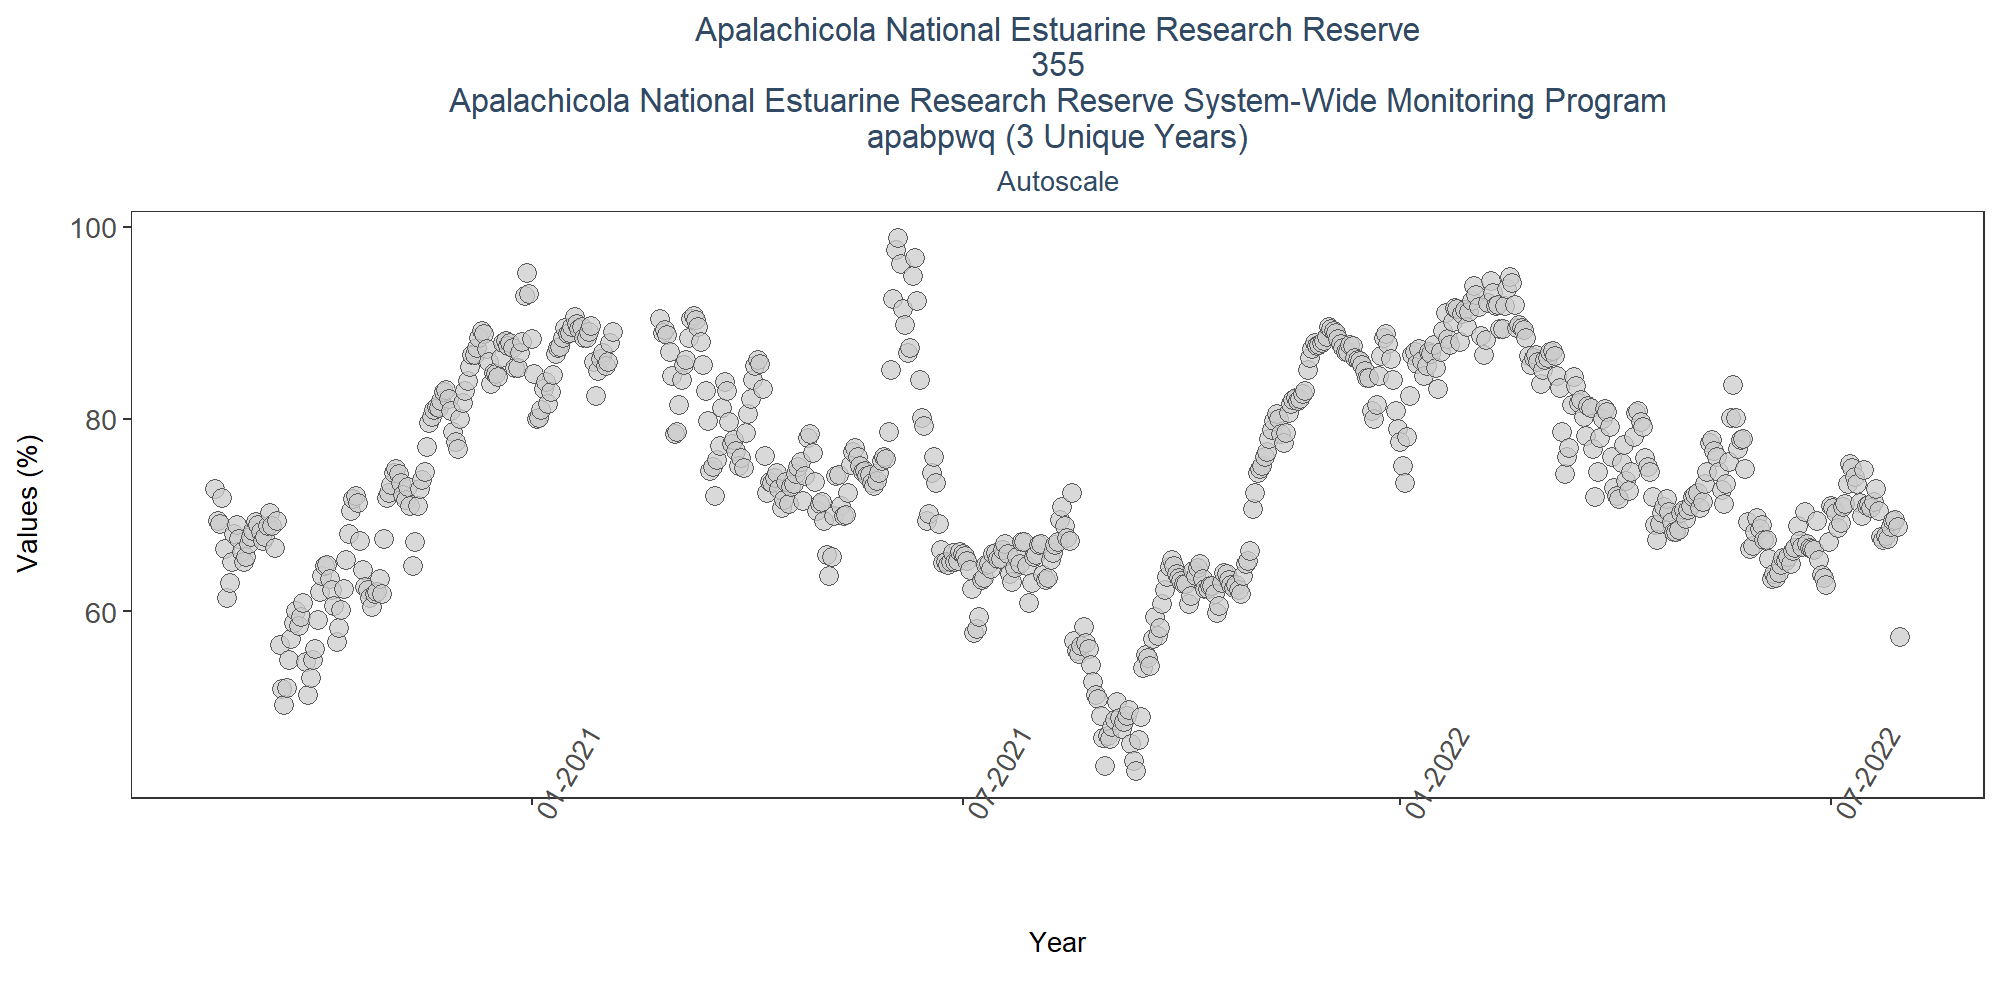 Apalachicola National Estuarine Research Reserve
355
Apalachicola National Estuarine Research Reserve System-Wide Monitoring Program
apabpwq (3 Unique Years)
Autoscale
100
80
60
Values (%)
01-2021
07-2021
01-2022
07-2022
Year